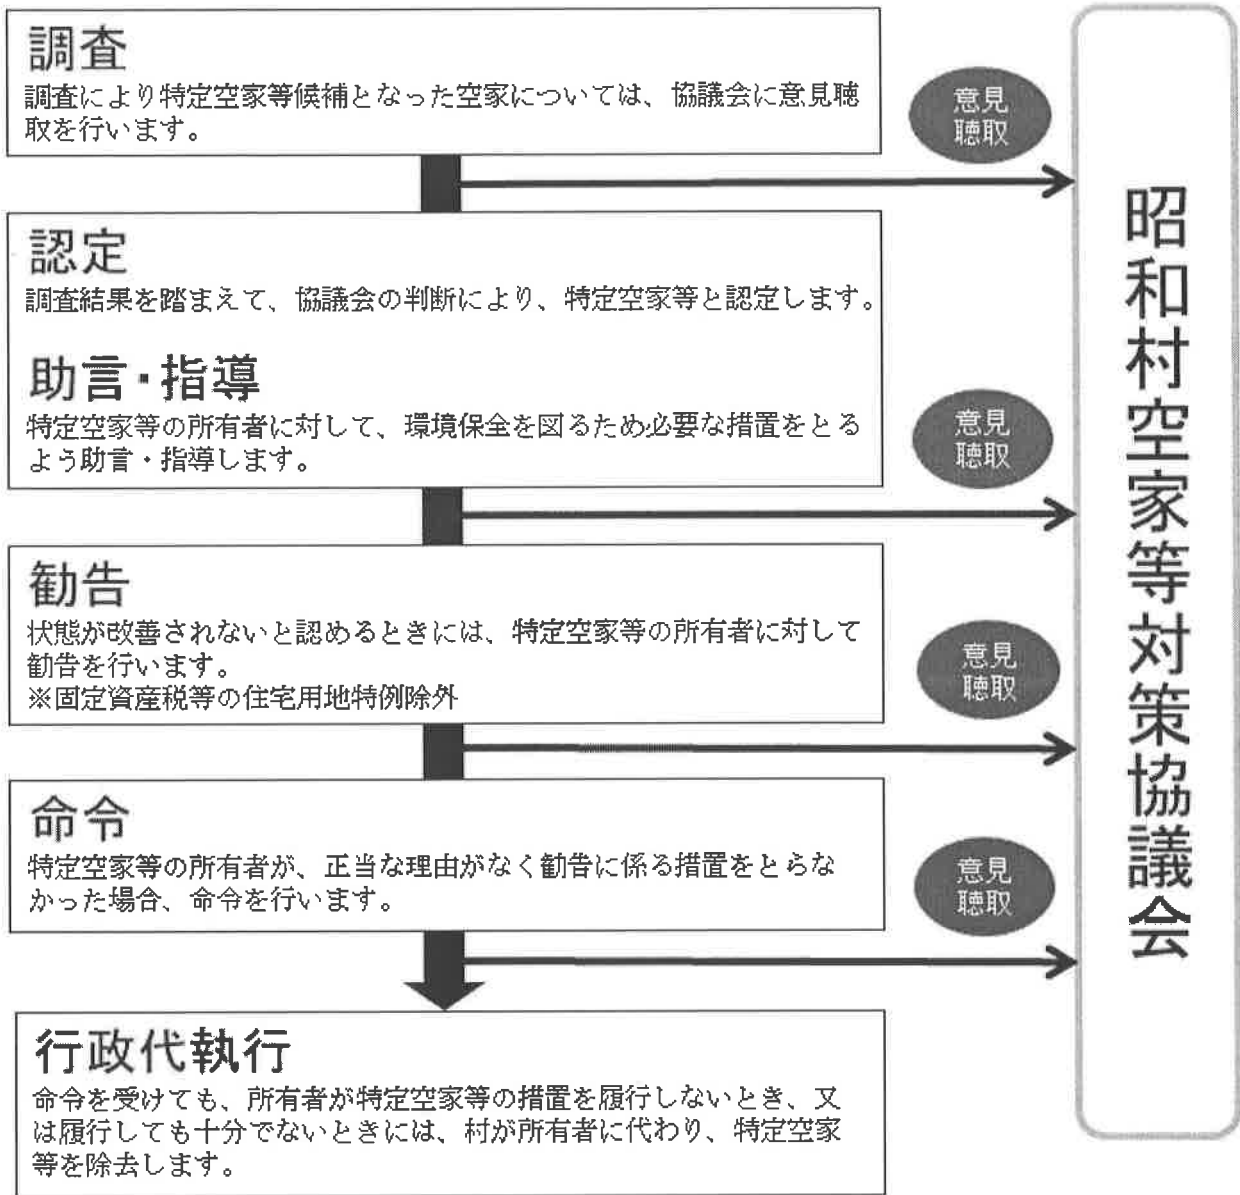 調査
調査により特定空家等候補となった空家については、協議会に意見聴
取を行います。
意見
聴取
認定
調査結果を踏まえて、協議会の判断により、特定空家等と認定します。
助言・指導
特定空家等の所有者に対して、環境保全を図るため必要な措置をとる
よう助言・指導します。
意見
聴取
勧告
状態が改善されないと認めるときには、特定空家等の所有者に対して
勧告を行います。
※固定資産税等の住宅用地特例除外
意見
聴取
命令
特定空家等の所有者が、正当な理由がなく勧告に係る措置をとらな
かった場合、命令を行います。
意見
聴取
行政代執行
命令を受けても、所有者が特定空家等の措置を履行しないとき、又
は履行しても十分でないときには、村が所有者に代わり、特定空家
等を除去します。
昭和村空家等対策協議会